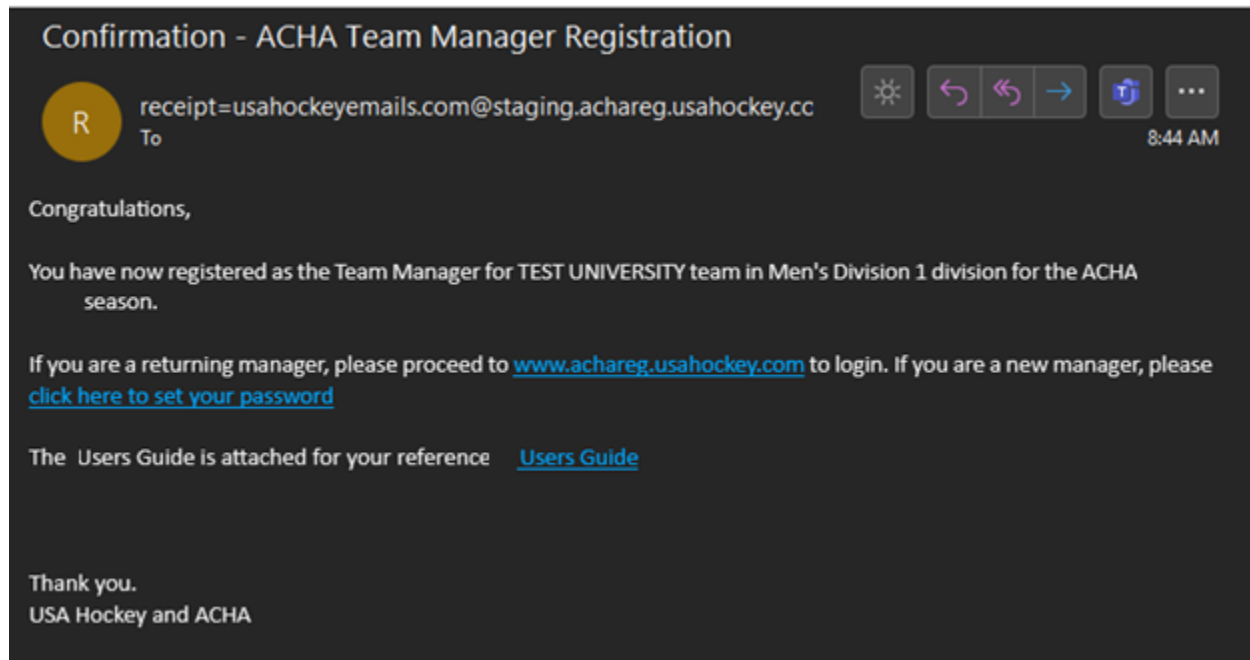 Confirmation - ACHA Team Manager Registration
R
receipt=usahockeyemails.com@staging.achareg.usahockey.cc
To
8:44 AM
Congratulations,
You have now registered as the Team Manager for TEST UNIVERSITY team in Men's Division 1 division for the ACHA
season.
If you are a returning manager, please proceed to www.achareg.usahockey.com to login. If you are a new manager, please
click here to set your password
The Users Guide is attached for your reference Users Guide
Thank you.
USA Hockey and ACHA